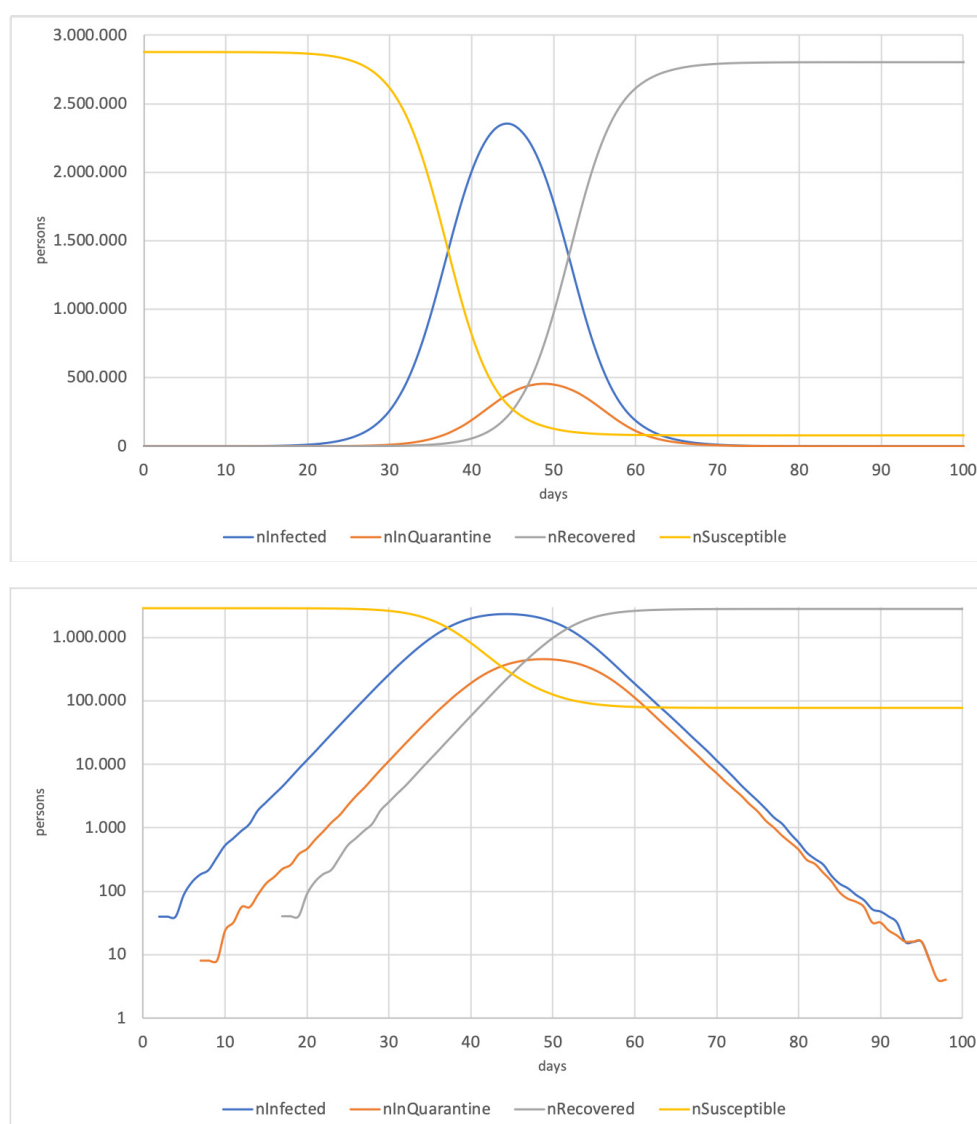 3.000.000
2.500.000
2.000.000
1.500.000
1.000.000
500.000
0
persons
0 10 20 30 40 50 60 70 80 90 100
days
nInfected nInQuarantine nRecovered nSusceptible
1.000.000
100.000
10.000
1.000
100
10
1
persons
0 10 20 30 40 50 60 70 80 90 100
days
nInfected nInQuarantine nRecovered nSusceptible